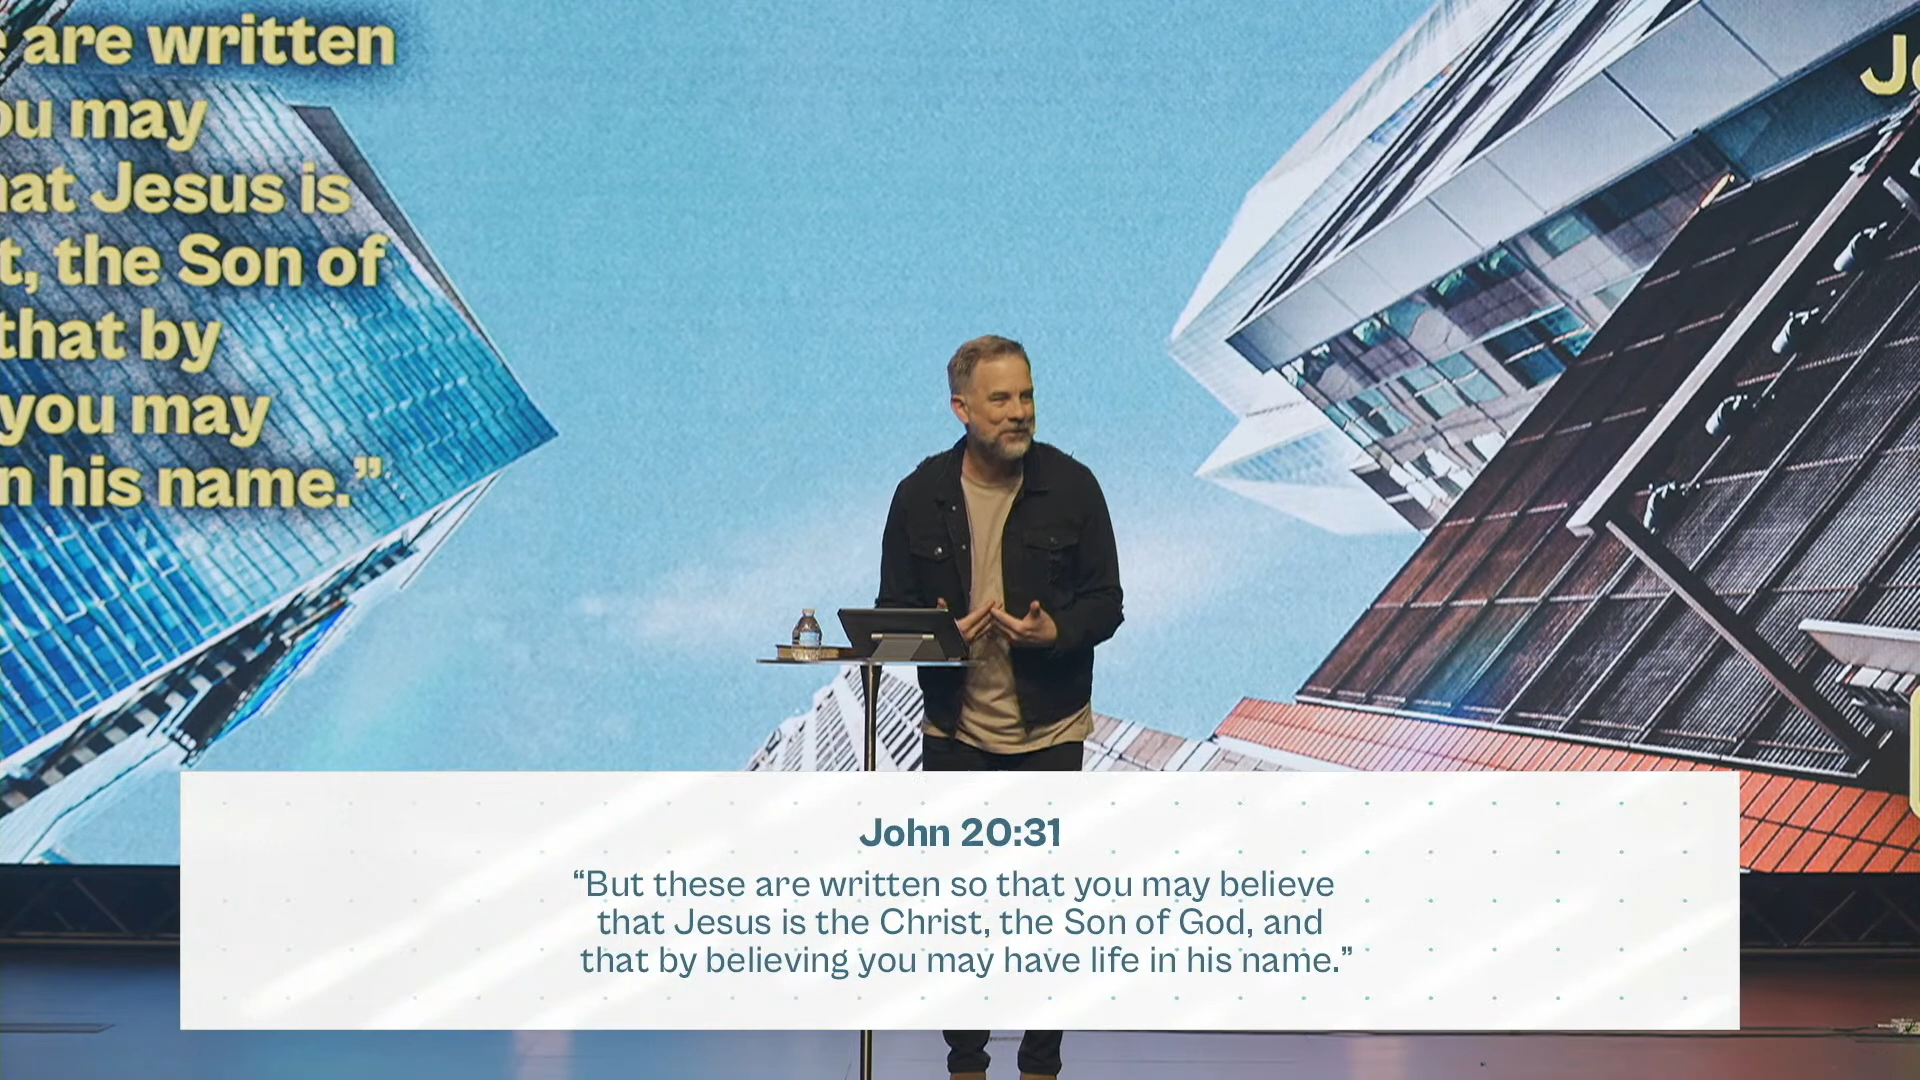 are written
ou may
hat Jesus is
t, the Son of
that by
you may
n his name.”
John 20:31
“But these are written so that you may believe
that Jesus is the Christ, the Son of God, and
that by believing you may have life in his name.”